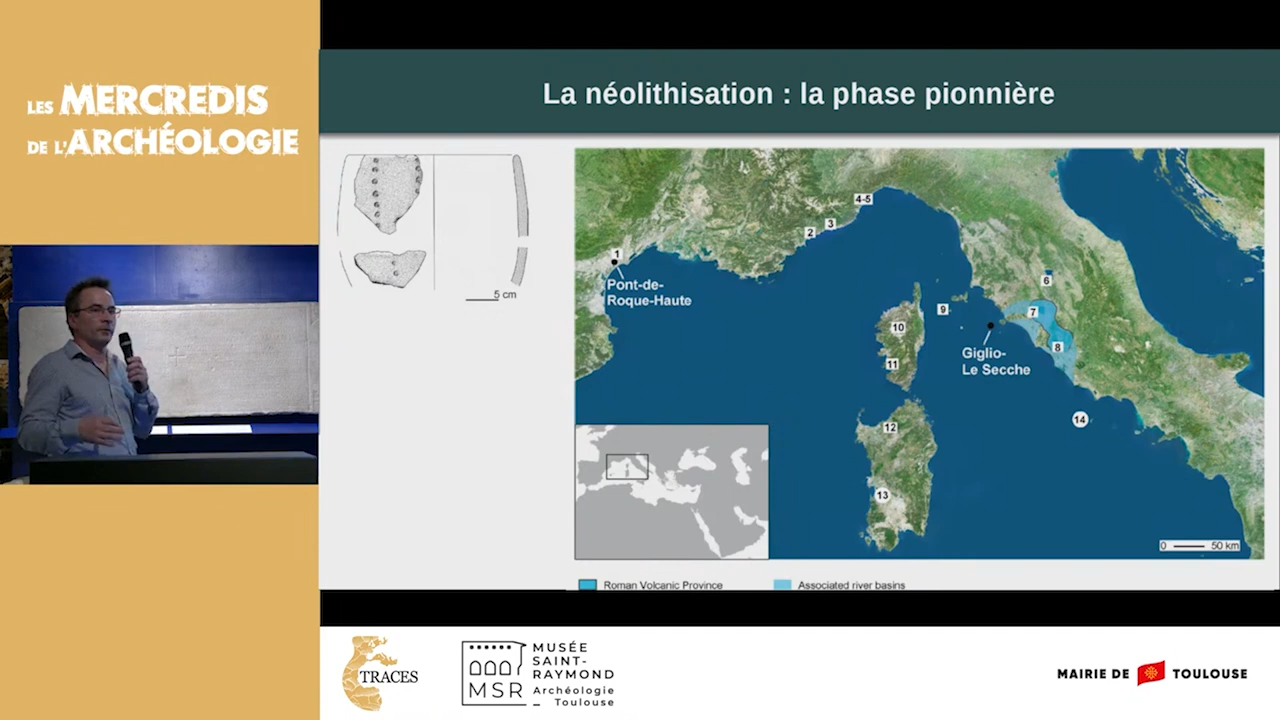 LES MERCREDIS
DE L'ARCHÉOLOGIE
La néolithisation : la phase pionnière
5 cm
4-5
3
2
1
Pont-de-
Roque-Haute
6
9
7
10
Giglio-
Le Secche
8
11
14
12
13
0 50 km
Roman Volcanic Province
Associated river basins
TRACES
MUSÉE
SAINT-
RAYMOND
Archéologie
Toulouse
MSR
MAIRIE DE TOULOUSE